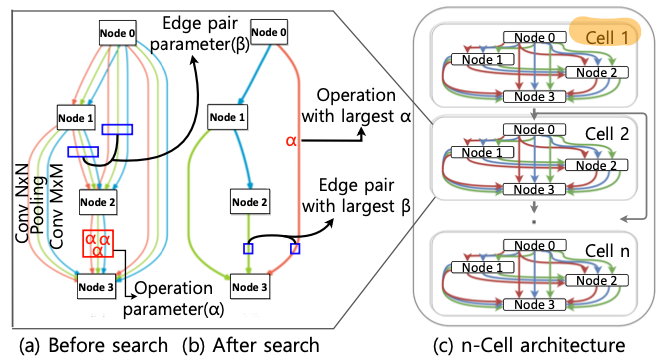 Edge pair
parameter(β)
Node 0
Node 1
Node 2
Node 3
Conv NxN
Pooling
Conv MxM
α α
α
Operation
parameter(α)
(a) Before search
Node 0
Node 1
Node 2
Node 3
α
Operation
with largest α
Edge pair
with largest β
(b) After search
Cell 1
Node 0
Node 1
Node 2
Node 3
Cell 2
Node 0
Node 1
Node 2
Node 3
Cell n
Node 0
Node 1
Node 2
Node 3
(c) n-Cell architecture